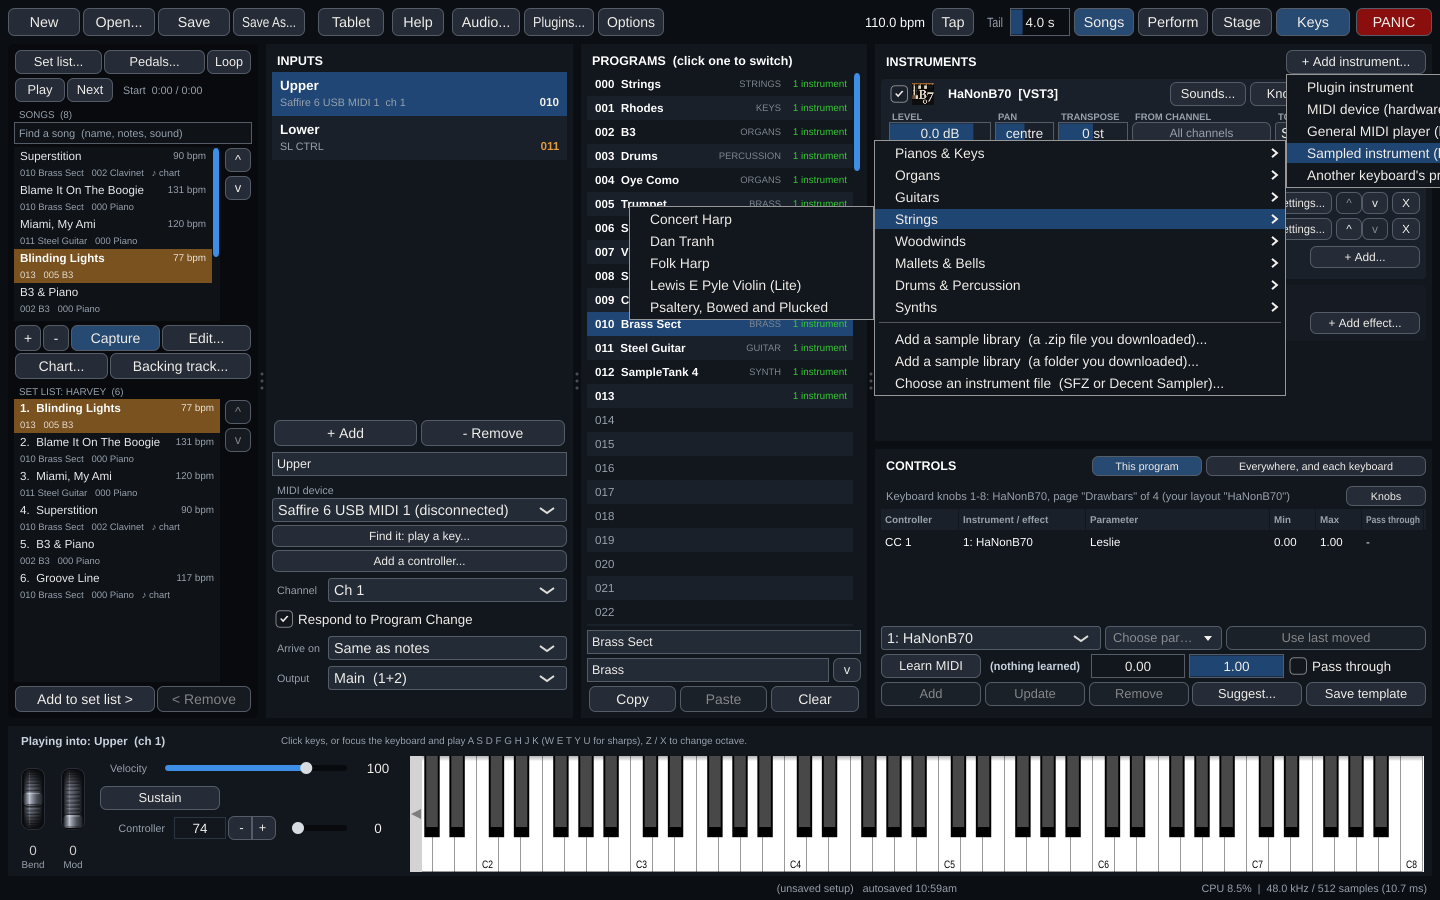 New Open... Save Save As... Tablet Help Audio... Plugins... Options 110.0 bpm Tap Tail 4.0 s Songs Perform Stage Keys PANIC
Set list... Pedals... Loop
Play Next Start 0:00 / 0:00
SONGS (8)
Find a song (name, notes, sound)
Superstition 90 bpm
010 Brass Sect 002 Clavinet ♪ chart
^
Blame It On The Boogie 131 bpm
010 Brass Sect 000 Piano
v
Miami, My Ami 120 bpm
011 Steel Guitar 000 Piano
Blinding Lights 77 bpm
013 005 B3
B3 & Piano
002 B3 000 Piano
+ - Capture Edit...
Chart... Backing track...
SET LIST: HARVEY (6)
1. Blinding Lights 77 bpm
013 005 B3
^
2. Blame It On The Boogie 131 bpm
010 Brass Sect 000 Piano
v
3. Miami, My Ami 120 bpm
011 Steel Guitar 000 Piano
4. Superstition 90 bpm
010 Brass Sect 002 Clavinet ♪ chart
5. B3 & Piano
002 B3 000 Piano
6. Groove Line 117 bpm
010 Brass Sect 000 Piano ♪ chart
Add to set list > < Remove
INPUTS
Upper
Saffire 6 USB MIDI 1 ch 1 010
Lower
SL CTRL 011
+ Add - Remove
Upper
MIDI device
Saffire 6 USB MIDI 1 (disconnected)
Find it: play a key...
Add a controller...
Channel Ch 1
Respond to Program Change
Arrive on Same as notes
Output Main (1+2)
PROGRAMS (click one to switch)
000 Strings STRINGS 1 instrument
001 Rhodes KEYS 1 instrument
002 B3 ORGANS 1 instrument
003 Drums PERCUSSION 1 instrument
004 Oye Como ORGANS 1 instrument
005 Trumpet BRASS 1 instrument
006 S
007 V
008 S
009 C
010 Brass Sect BRASS 1 instrument
011 Steel Guitar GUITAR 1 instrument
012 SampleTank 4 SYNTH 1 instrument
013 1 instrument
014
015
016
017
018
019
020
021
022
Brass Sect
Brass v
Copy Paste Clear
Concert Harp
Dan Tranh
Folk Harp
Lewis E Pyle Violin (Lite)
Psaltery, Bowed and Plucked
INSTRUMENTS + Add instrument...
HaNonB70 [VST3] Sounds... Kno
LEVEL PAN TRANSPOSE FROM CHANNEL TO
0.0 dB centre 0 st All channels S
Plugin instrument
MIDI device (hardware
General MIDI player (
Sampled instrument (
Another keyboard's pr
Pianos & Keys
Organs
Guitars
Strings
Woodwinds
Mallets & Bells
Drums & Percussion
Synths
Add a sample library (a .zip file you downloaded)...
Add a sample library (a folder you downloaded)...
Choose an instrument file (SFZ or Decent Sampler)...
ettings... ^ v X
ettings... ^ v X
+ Add...
+ Add effect...
CONTROLS This program Everywhere, and each keyboard
Keyboard knobs 1-8: HaNonB70, page "Drawbars" of 4 (your layout "HaNonB70") Knobs
Controller Instrument / effect Parameter Min Max Pass through
CC 1 1: HaNonB70 Leslie 0.00 1.00 -
1: HaNonB70 Choose par... Use last moved
Learn MIDI (nothing learned) 0.00 1.00 Pass through
Add Update Remove Suggest... Save template
Playing into: Upper (ch 1) Click keys, or focus the keyboard and play A S D F G H J K (W E T Y U for sharps), Z / X to change octave.
Velocity 100
Sustain
Controller 74 - + 0
0 0
Bend Mod
C2 C3 C4 C5 C6 C7 C8
(unsaved setup) autosaved 10:59am CPU 8.5% | 48.0 kHz / 512 samples (10.7 ms)